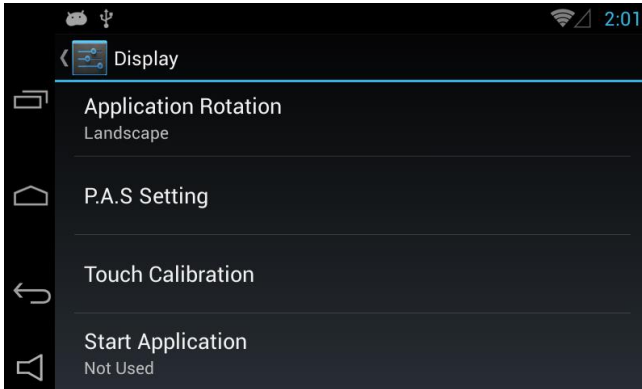 2:01
Display
Application Rotation
Landscape
P.A.S Setting
Touch Calibration
Start Application
Not Used